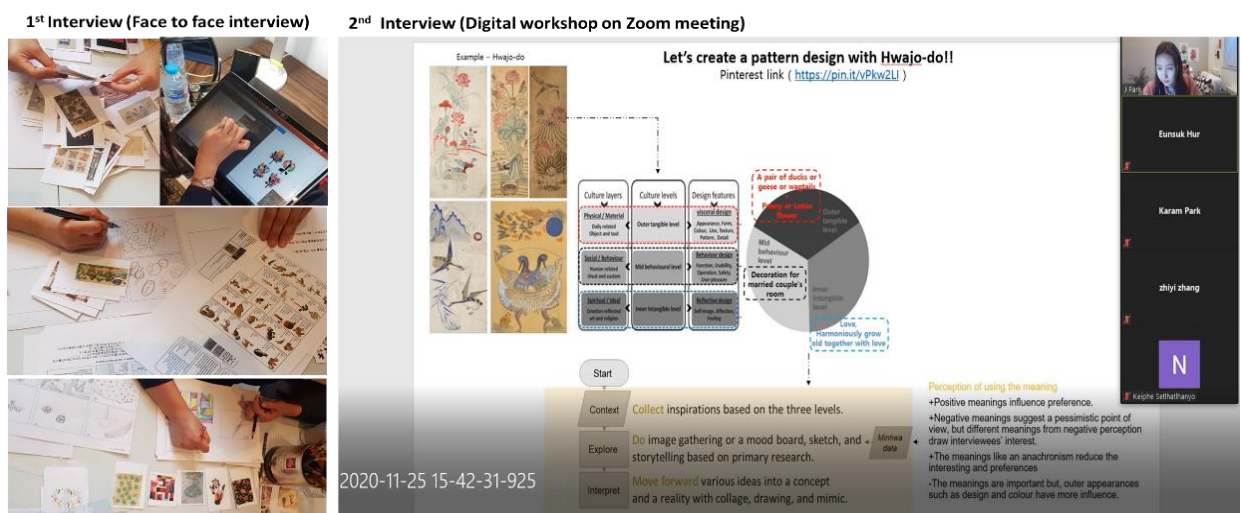 1st Interview (Face to face interview)
2nd Interview (Digital workshop on Zoom meeting)
Example – Hwajo-do
Let's create a pattern design with Hwajo-do!!
Pinterest link ( https://pin.it/vPkw2LI )
Culture layers
Culture levels
Design features
Physical / Material
Daily related
Object and tool
Outer tangible level
visceral design
Appearance, Form,
Colour, Line, Texture,
Pattern, Detail
Social / Behaviour
Human related
ritual and custom
Mid behavioural level
Behaviour design
Function, Usability,
Operation, Safety,
User pleasure
Spiritual / Ideal
Emotion reflected
art and religion
Inner Intangible level
Reflective design
Self-image, Affection,
Feeling
A pair of ducks or
geese or wagtails
Peony or Lotus
flower
Outer
tangible
level
Mid
behaviour
level
Decoration for
married couple's
room
Inner
intangible
level
Love,
Harmoniously grow
old together with love
Start
Context
Collect inspirations based on the three levels.
Explore
Do image gathering or a mood board, sketch, and
storytelling based on primary research.
Minhwa
data
Interpret
Move forward various ideas into a concept
and a reality with collage, drawing, and mimic.
Perception of using the meaning
+Positive meanings influence preference.
+Negative meanings suggest a pessimistic point of
view, but different meanings from negative perception
draw interviewees' interest.
+The meanings like an anachronism reduce the
interesting and preferences
-The meanings are important but, outer appearances
such as design and colour have more influence.
2020-11-25 15-42-31-925
Ji Park
Eunsuk Hur
Karam Park
zhiyi zhang
N
Keiphe Setlhatlhanyo